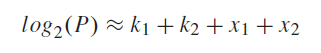 log₂(P) ≈ k₁ + k₂ + x₁ + x₂